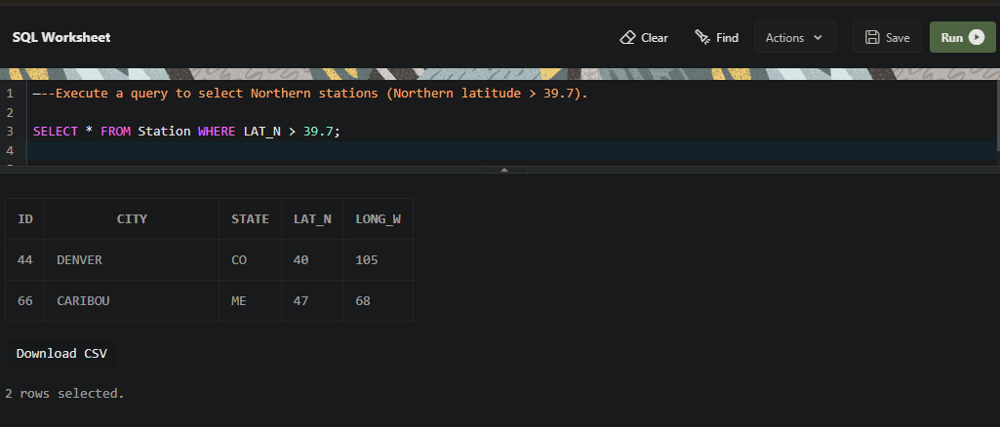 SQL Worksheet Clear Find Actions Save Run
1 ---Execute a query to select Northern stations (Northern latitude > 39.7).
2
3 SELECT * FROM Station WHERE LAT_N > 39.7;
4
ID CITY STATE LAT_N LONG_W
44 DENVER CO 40 105
66 CARIBOU ME 47 68
Download CSV
2 rows selected.